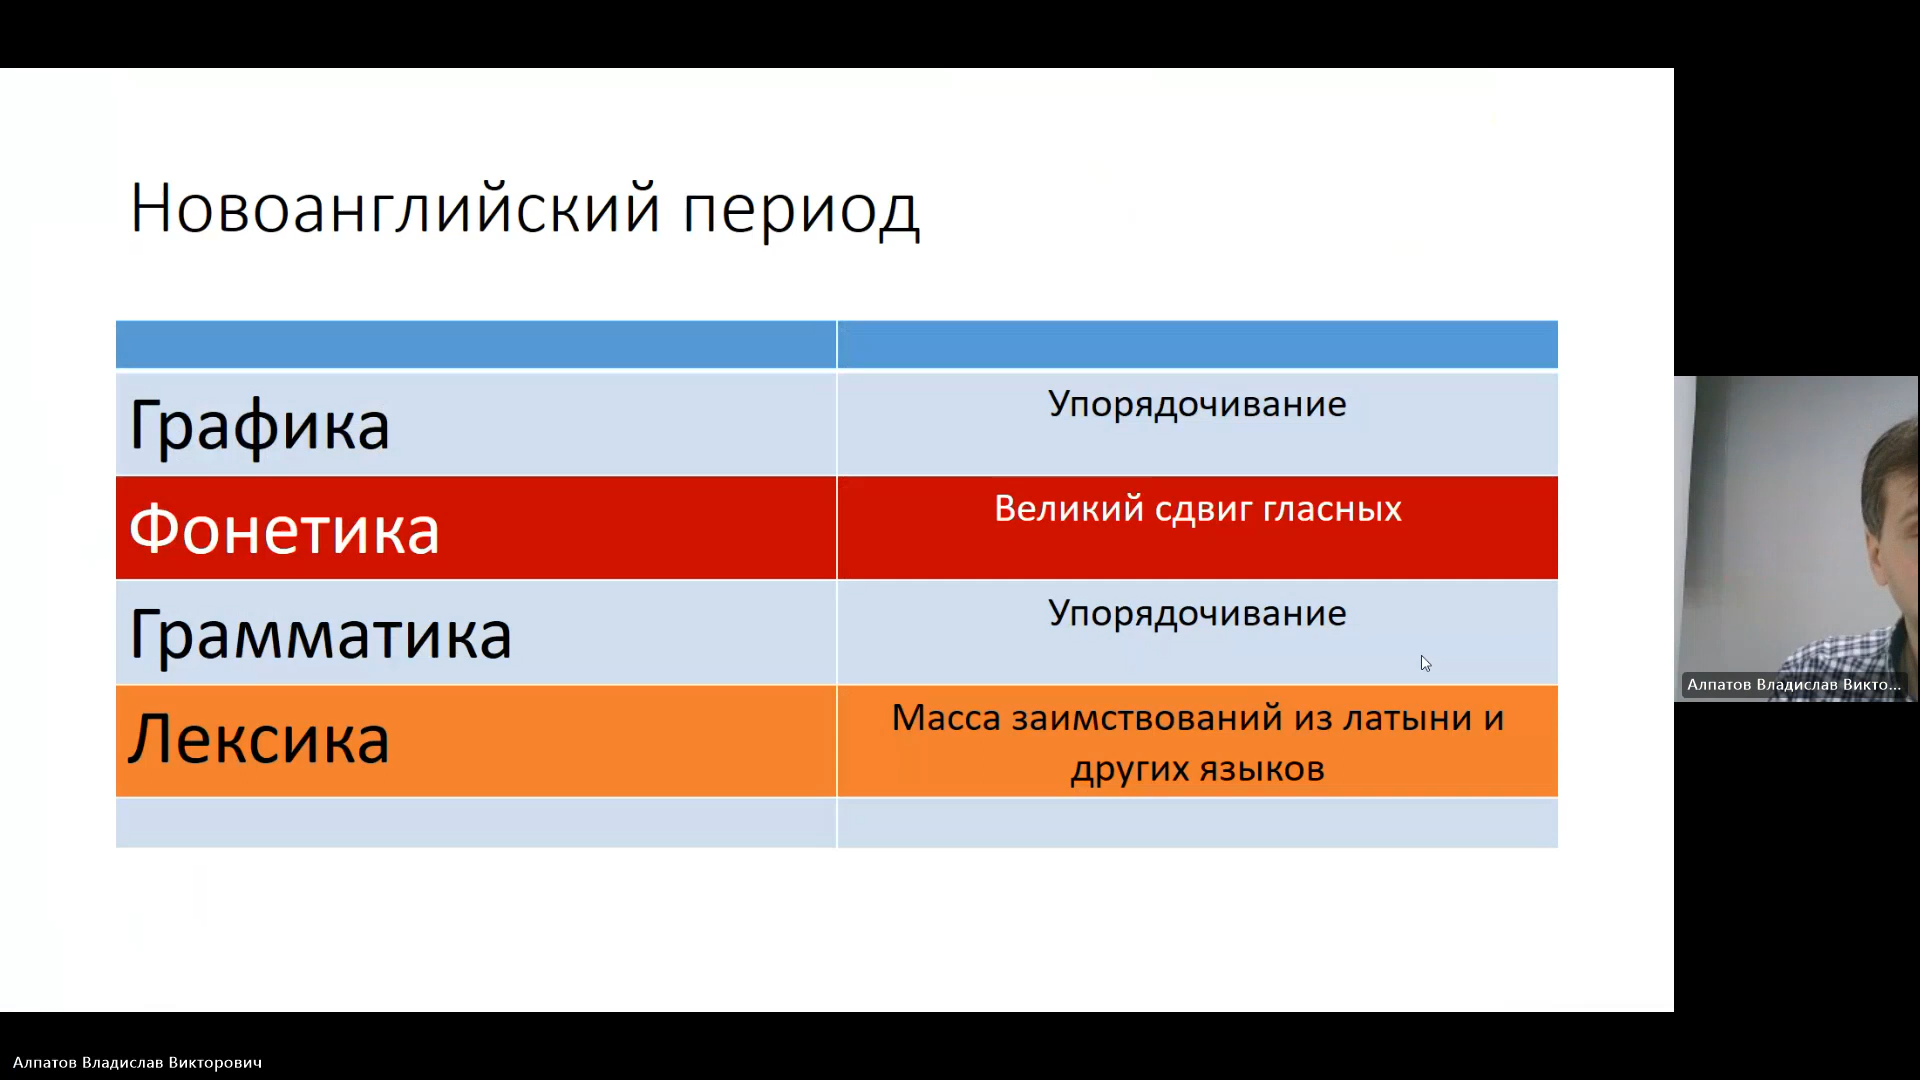 Новоанглийский период
Графика
Упорядочивание
Фонетика
Великий сдвиг гласных
Грамматика
Упорядочивание
Лексика
Масса заимствований из латыни и
других языков
Алпатов Владислав Викто...
Алпатов Владислав Викторович